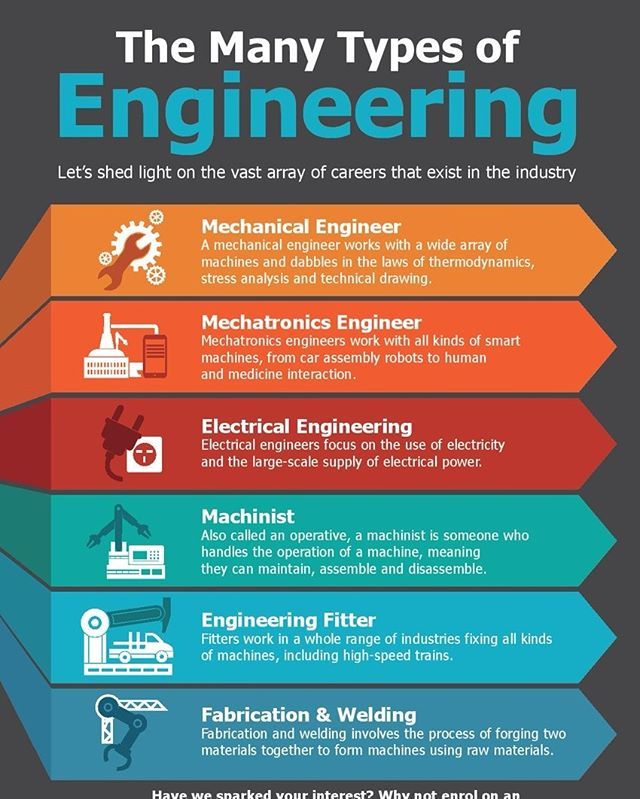 The Many Types of
Engineering
Let's shed light on the vast array of careers that exist in the industry
Mechanical Engineer
A mechanical engineer works with a wide array of
machines and dabbles in the laws of thermodynamics,
stress analysis and technical drawing.
Mechatronics Engineer
Mechatronics engineers work with all kinds of smart
machines, from car assembly robots to human
and medicine interaction.
Electrical Engineering
Electrical engineers focus on the use of electricity
and the large-scale supply of electrical power.
Machinist
Also called an operative, a machinist is someone who
handles the operation of a machine, meaning
they can maintain, assemble and disassemble.
Engineering Fitter
Fitters work in a whole range of industries fixing all kinds
of machines, including high-speed trains.
Fabrication & Welding
Fabrication and welding involves the process of forging two
materials together to form machines using raw materials.
Have we sparked your interest? Why not enrol on an